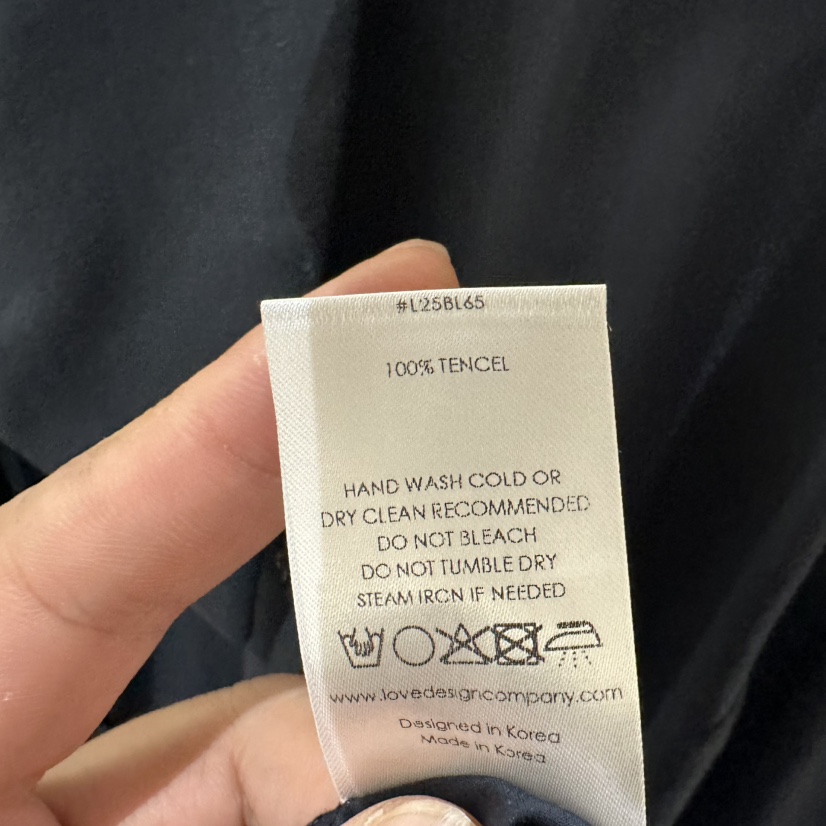 #L25BL65
100% TENCEL
HAND WASH COLD OR
DRY CLEAN RECOMMENDED
DO NOT BLEACH
DO NOT TUMBLE DRY
STEAM IRON IF NEEDED
www.lovedesigncompany.com
Designed in Korea
Made in Korea